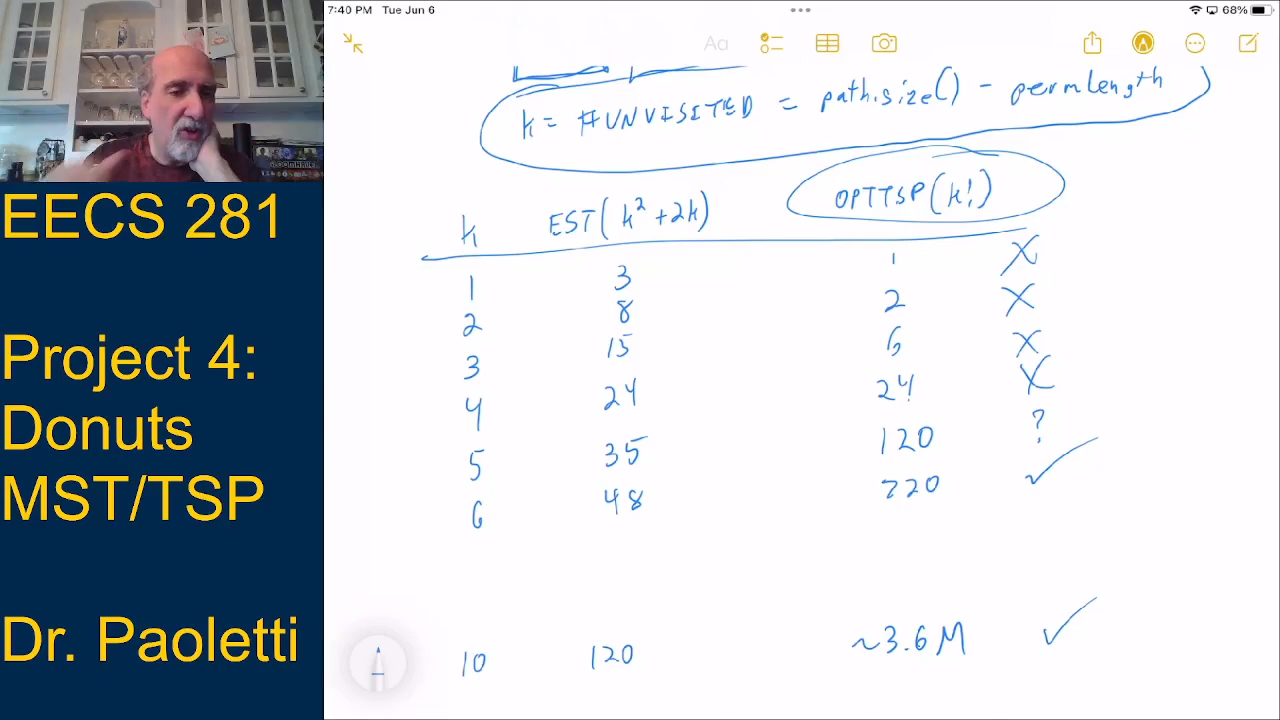 7:40 PM Tue Jun 6
68%
Aa
k = #UNVISITED = path.size() - permLength
k EST(k² + 2k) OPTTSP(k!)
1 3 1 X
2 8 2 X
3 15 6 X
4 24 24 X
5 35 120 ?
6 48 720 ✓
10 120 ~3.6M ✓
EECS 281
Project 4:
Donuts
MST/TSP
Dr. Paoletti